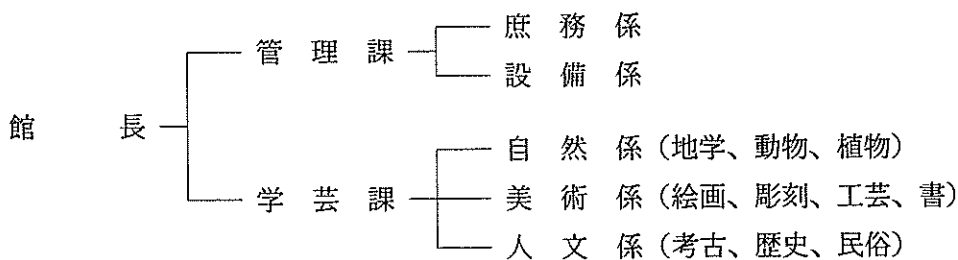 庶務係
管理課
設備係
館長
自然係（地学、動物、植物）
学芸課
美術係（絵画、彫刻、工芸、書）
人文係（考古、歴史、民俗）